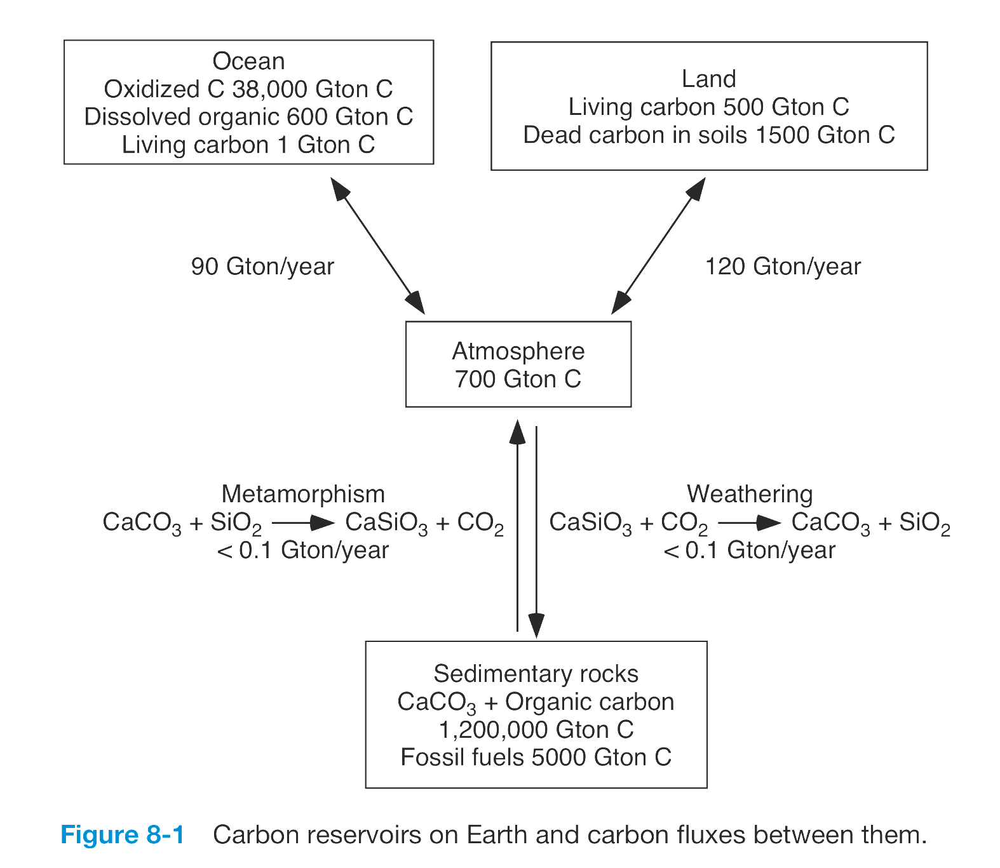 Ocean
Oxidized C 38,000 Gton C
Dissolved organic 600 Gton C
Living carbon 1 Gton C
Land
Living carbon 500 Gton C
Dead carbon in soils 1500 Gton C
90 Gton/year
120 Gton/year
Atmosphere
700 Gton C
Metamorphism
CaCO₃ + SiO₂ → CaSiO₃ + CO₂
< 0.1 Gton/year
Weathering
CaSiO₃ + CO₂ → CaCO₃ + SiO₂
< 0.1 Gton/year
Sedimentary rocks
CaCO₃ + Organic carbon
1,200,000 Gton C
Fossil fuels 5000 Gton C
Figure 8-1 Carbon reservoirs on Earth and carbon fluxes between them.